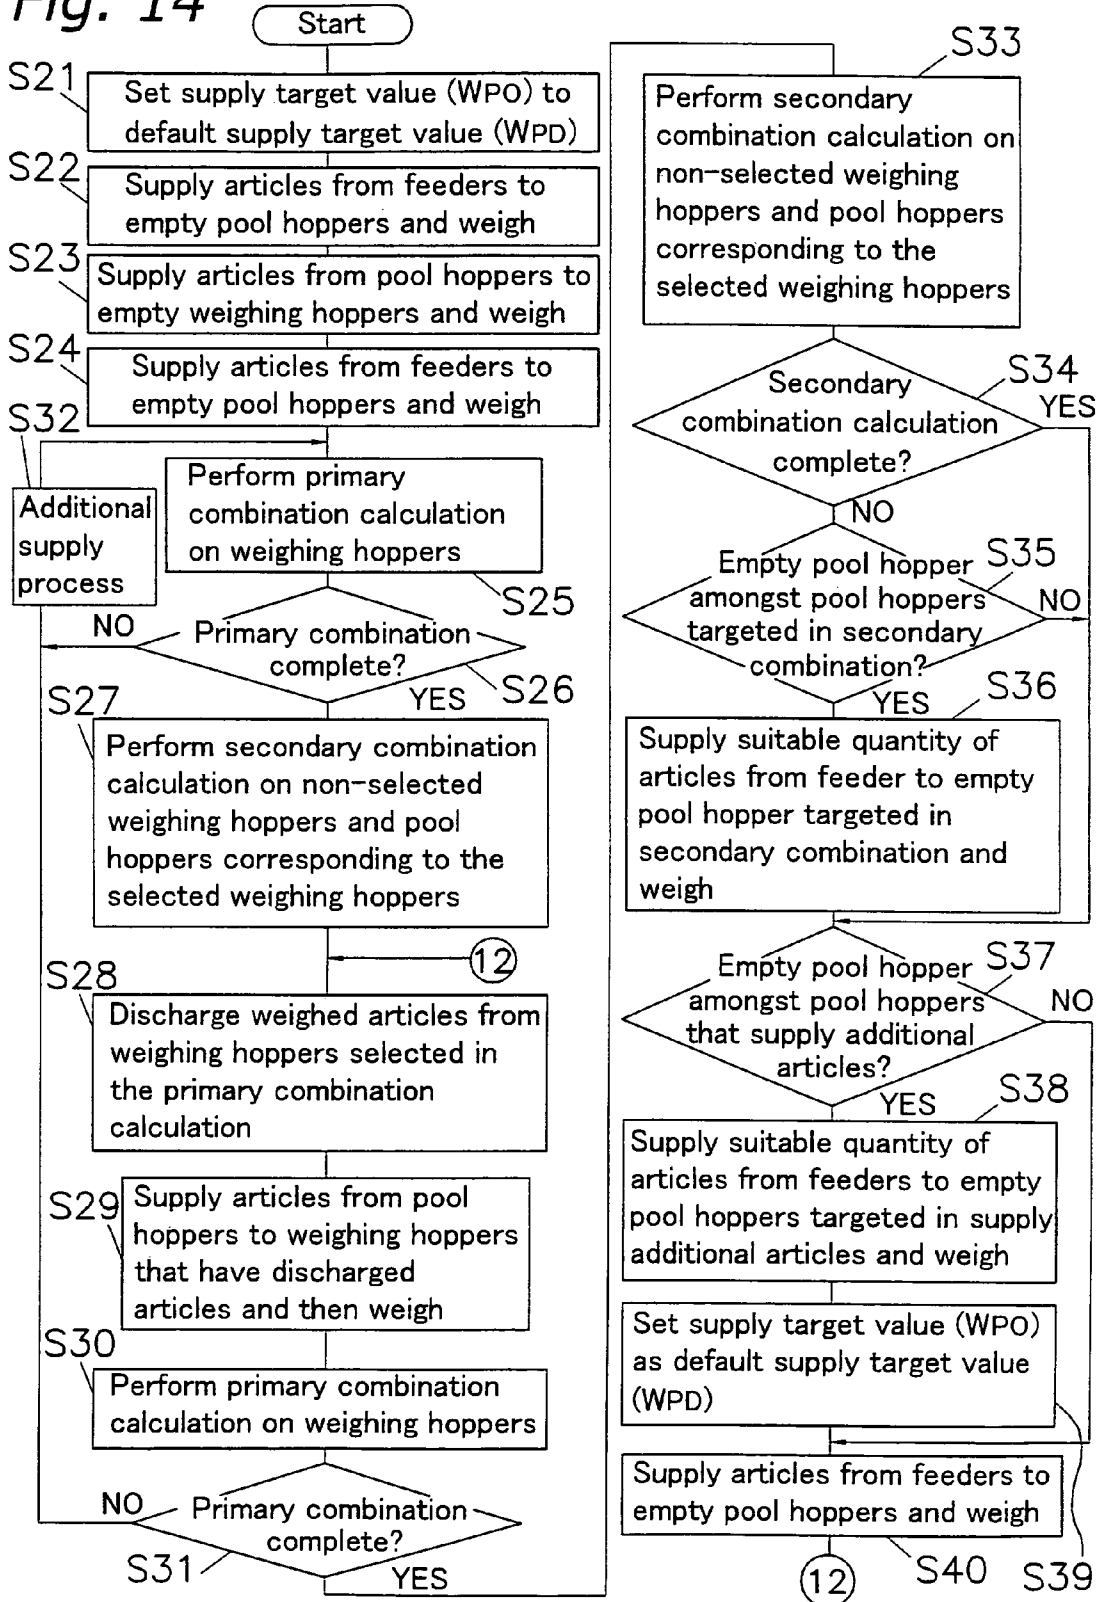 Fig. 14
Start
S21
Set supply target value (WPO) to
default supply target value (WPD)
S22
Supply articles from feeders to
empty pool hoppers and weigh
S23
Supply articles from pool hoppers to
empty weighing hoppers and weigh
S24
Supply articles from feeders to
empty pool hoppers and weigh
S32
Additional
supply
process
Perform primary
combination calculation
on weighing hoppers
S25
NO
Primary combination
complete?
S26
YES
S27
Perform secondary combination
calculation on non-selected
weighing hoppers and pool
hoppers corresponding to the
selected weighing hoppers
12
S28
Discharge weighed articles from
weighing hoppers selected in
the primary combination
calculation
S29
Supply articles from pool
hoppers to weighing hoppers
that have discharged
articles and then weigh
S30
Perform primary combination
calculation on weighing hoppers
NO
Primary combination
complete?
S31
YES
S33
Perform secondary
combination calculation on
non-selected weighing
hoppers and pool hoppers
corresponding to the
selected weighing hoppers
S34
Secondary
combination calculation
complete?
YES
NO
S35
Empty pool hopper
amongst pool hoppers
targeted in secondary
combination?
NO
YES
S36
Supply suitable quantity of
articles from feeder to empty
pool hopper targeted in
secondary combination and
weigh
S37
Empty pool hopper
amongst pool hoppers
that supply additional
articles?
NO
YES
S38
Supply suitable quantity of
articles from feeders to empty
pool hoppers targeted in supply
additional articles and weigh
Set supply target value (WPO)
as default supply target value
(WPD)
S39
Supply articles from feeders to
empty pool hoppers and weigh
S40
12